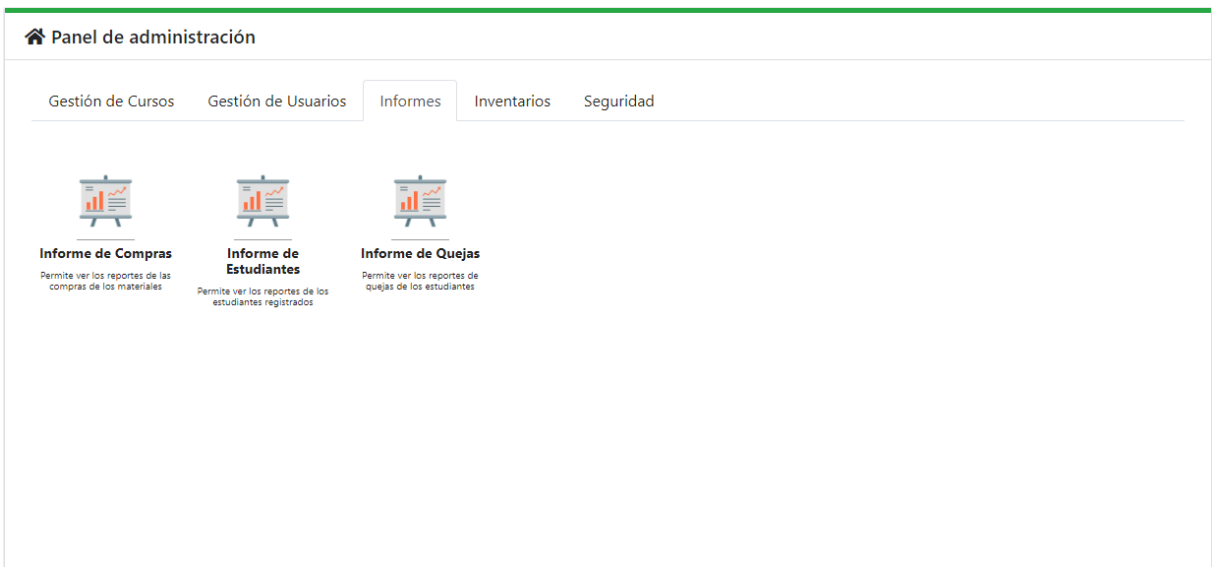 Panel de administración
Gestión de Cursos Gestión de Usuarios Informes Inventarios Seguridad
Informe de Compras
Permite ver los reportes de las
compras de los materiales
Informe de
Estudiantes
Permite ver los reportes de los
estudiantes registrados
Informe de Quejas
Permite ver los reportes de
quejas de los estudiantes